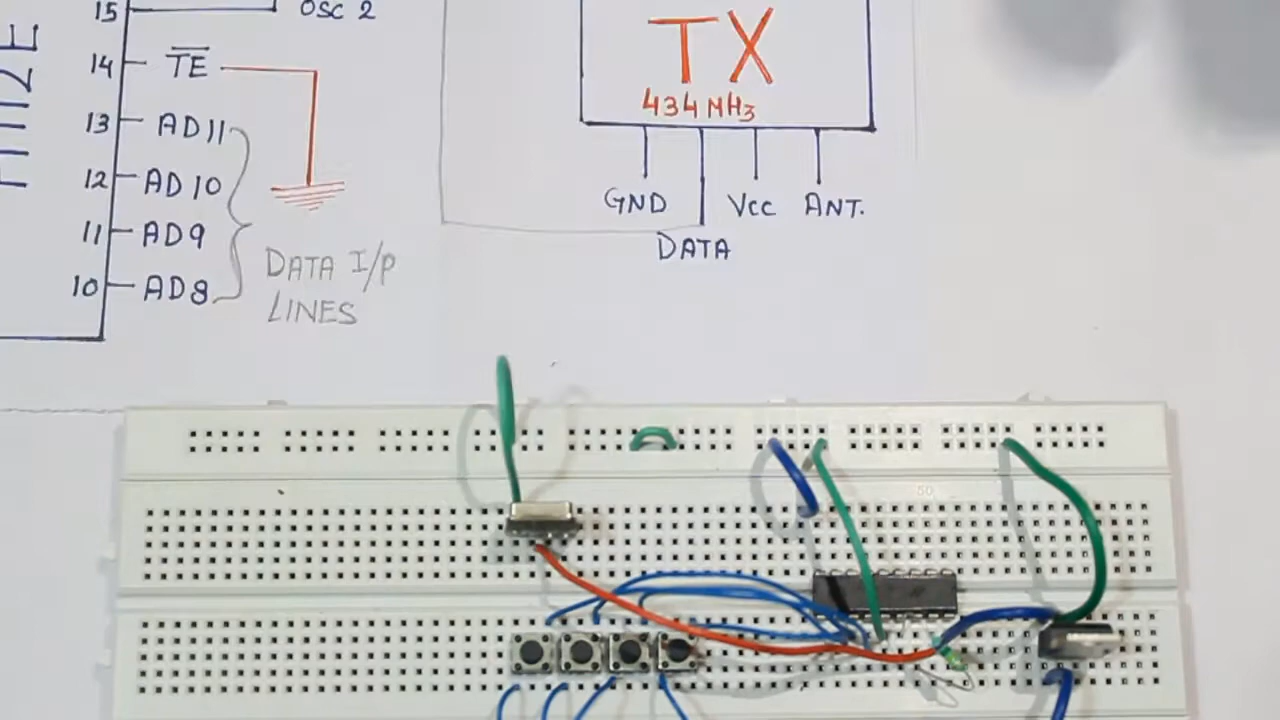 15
OSC 2
14 TE
13 AD11
12 AD10
11 AD9
10 AD8
DATA I/P
LINES
TX
434 MHz
GND
DATA
Vcc
ANT.
50